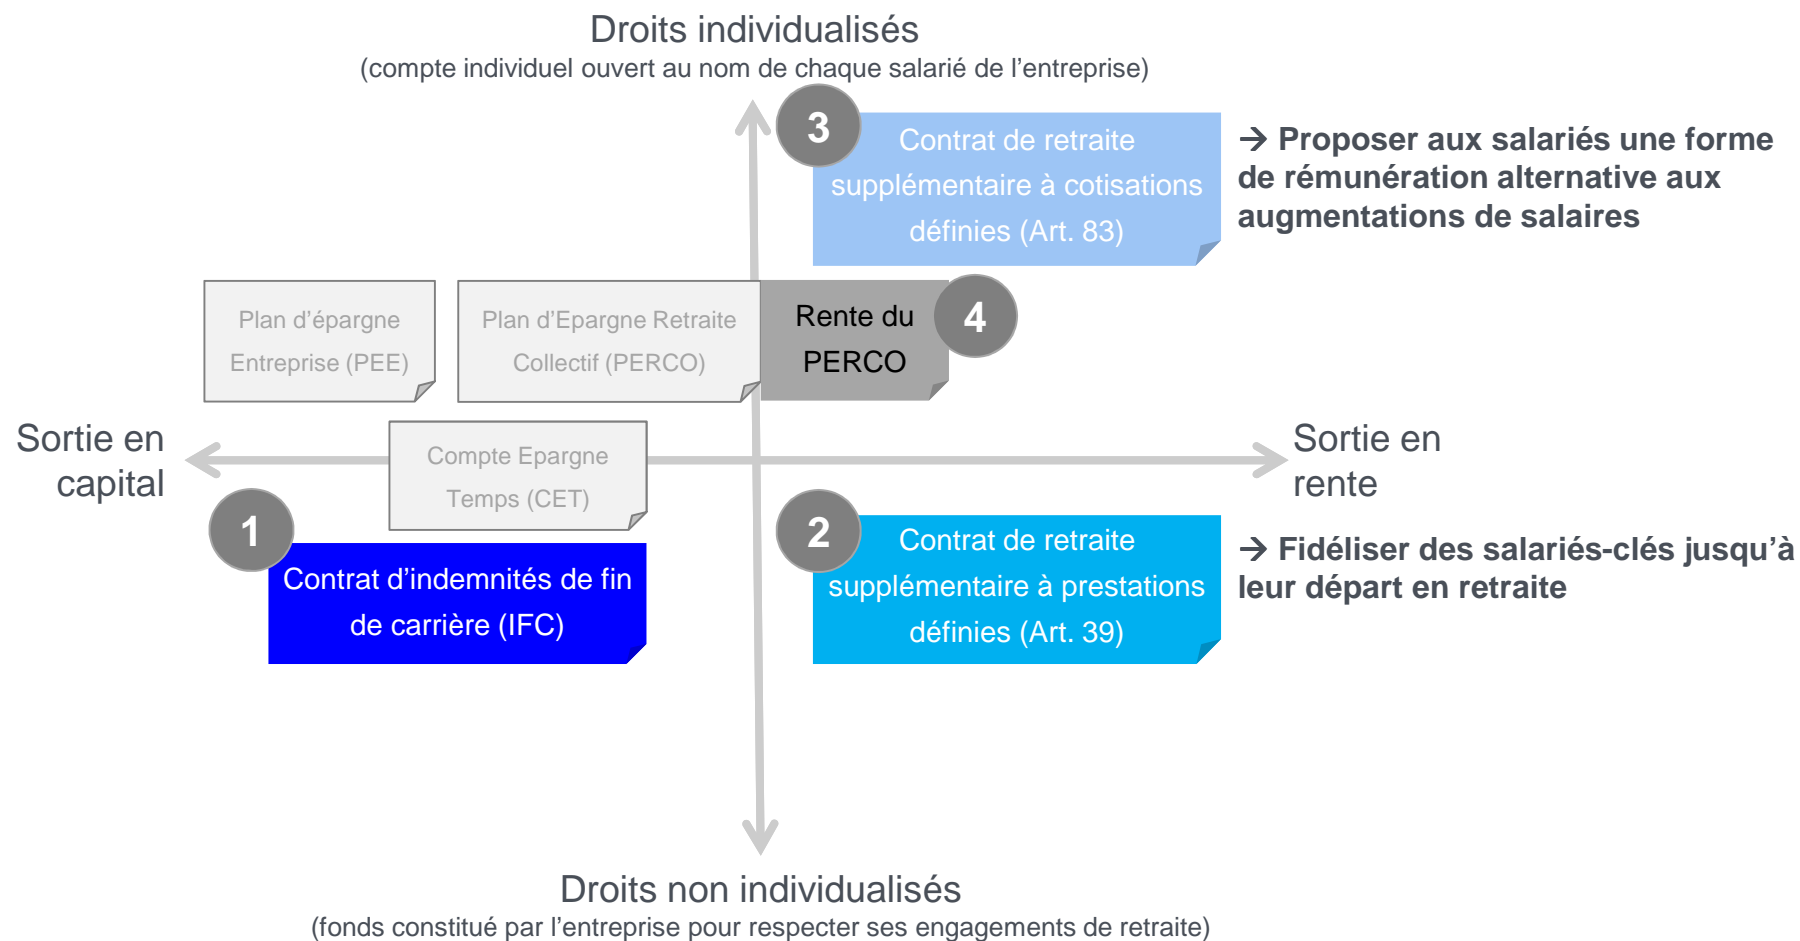 Droits individualisés
(compte individuel ouvert au nom de chaque salarié de l’entreprise)
3
Contrat de retraite
supplémentaire à cotisations
définies (Art. 83)
→ Proposer aux salariés une forme
de rémunération alternative aux
augmentations de salaires
Plan d’épargne
Entreprise (PEE)
Plan d’Epargne Retraite
Collectif (PERCO)
Rente du
PERCO
4
Sortie en
capital
Compte Epargne
Temps (CET)
Sortie en
rente
1
Contrat d’indemnités de fin
de carrière (IFC)
2
Contrat de retraite
supplémentaire à prestations
définies (Art. 39)
→ Fidéliser des salariés-clés jusqu’à
leur départ en retraite
Droits non individualisés
(fonds constitué par l’entreprise pour respecter ses engagements de retraite)